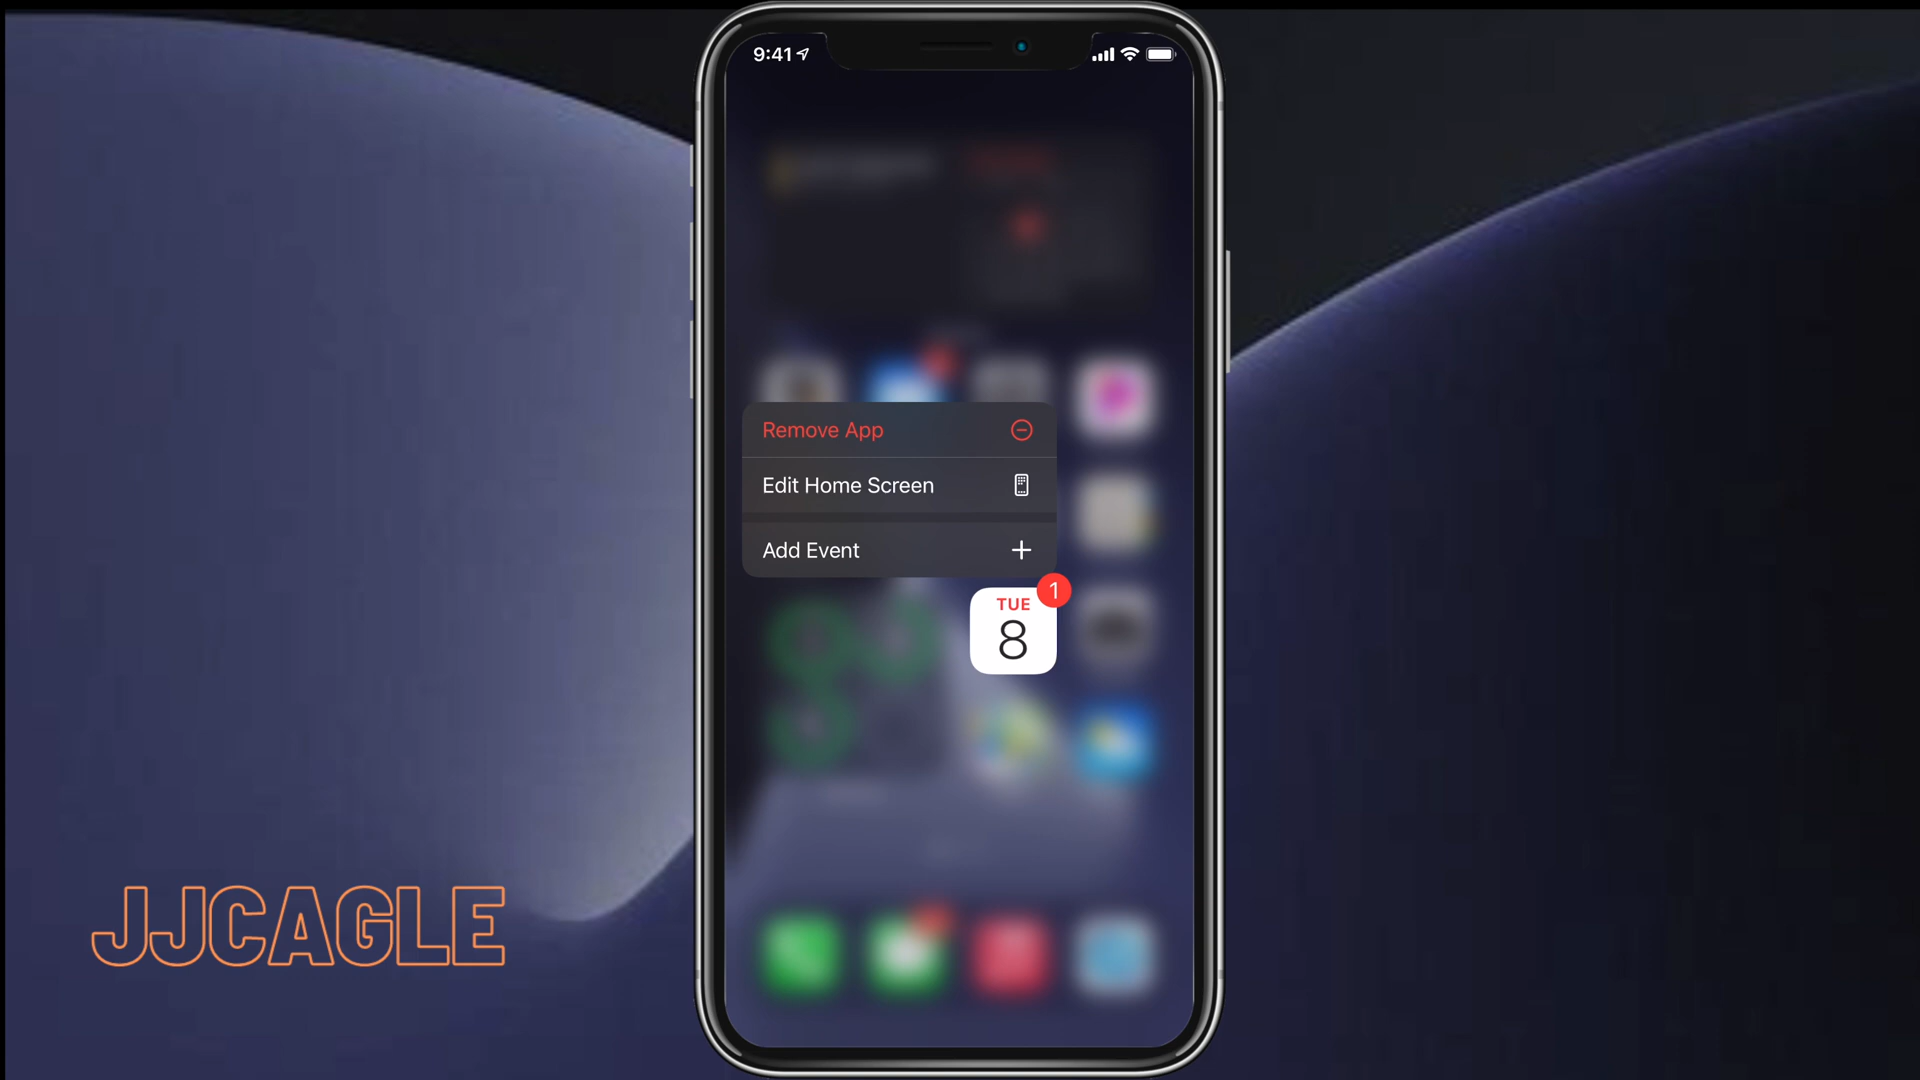 9:41
Remove App
Edit Home Screen
Add Event
1
TUE
8
JJCAGLE